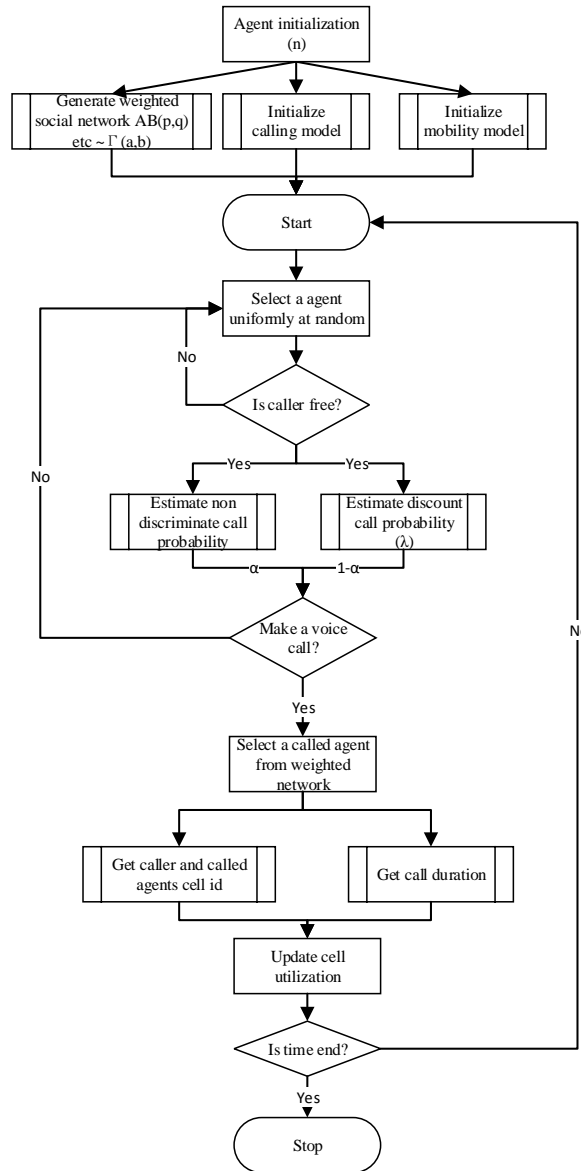 Agent initialization
(n)
Generate weighted
social network AB(p,q)
etc ~ Γ (a,b)
Initialize
calling model
Initialize
mobility model
Start
Select a agent
uniformly at random
No
Is caller free?
No
Yes
Yes
Estimate non
discriminate call
probability
Estimate discount
call probability
(λ)
α
1-α
Make a voice
call?
No
Yes
Select a called agent
from weighted
network
Get caller and called
agents cell id
Get call duration
Update cell
utilization
Is time end?
Yes
Stop